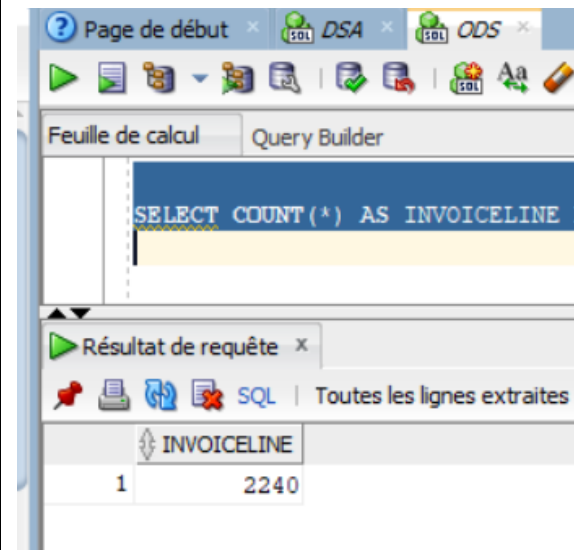 Page de début DSA ODS
Feuille de calcul Query Builder
SELECT COUNT(*) AS INVOICELINE
Résultat de requête
SQL | Toutes les lignes extraites
INVOICELINE
1 2240